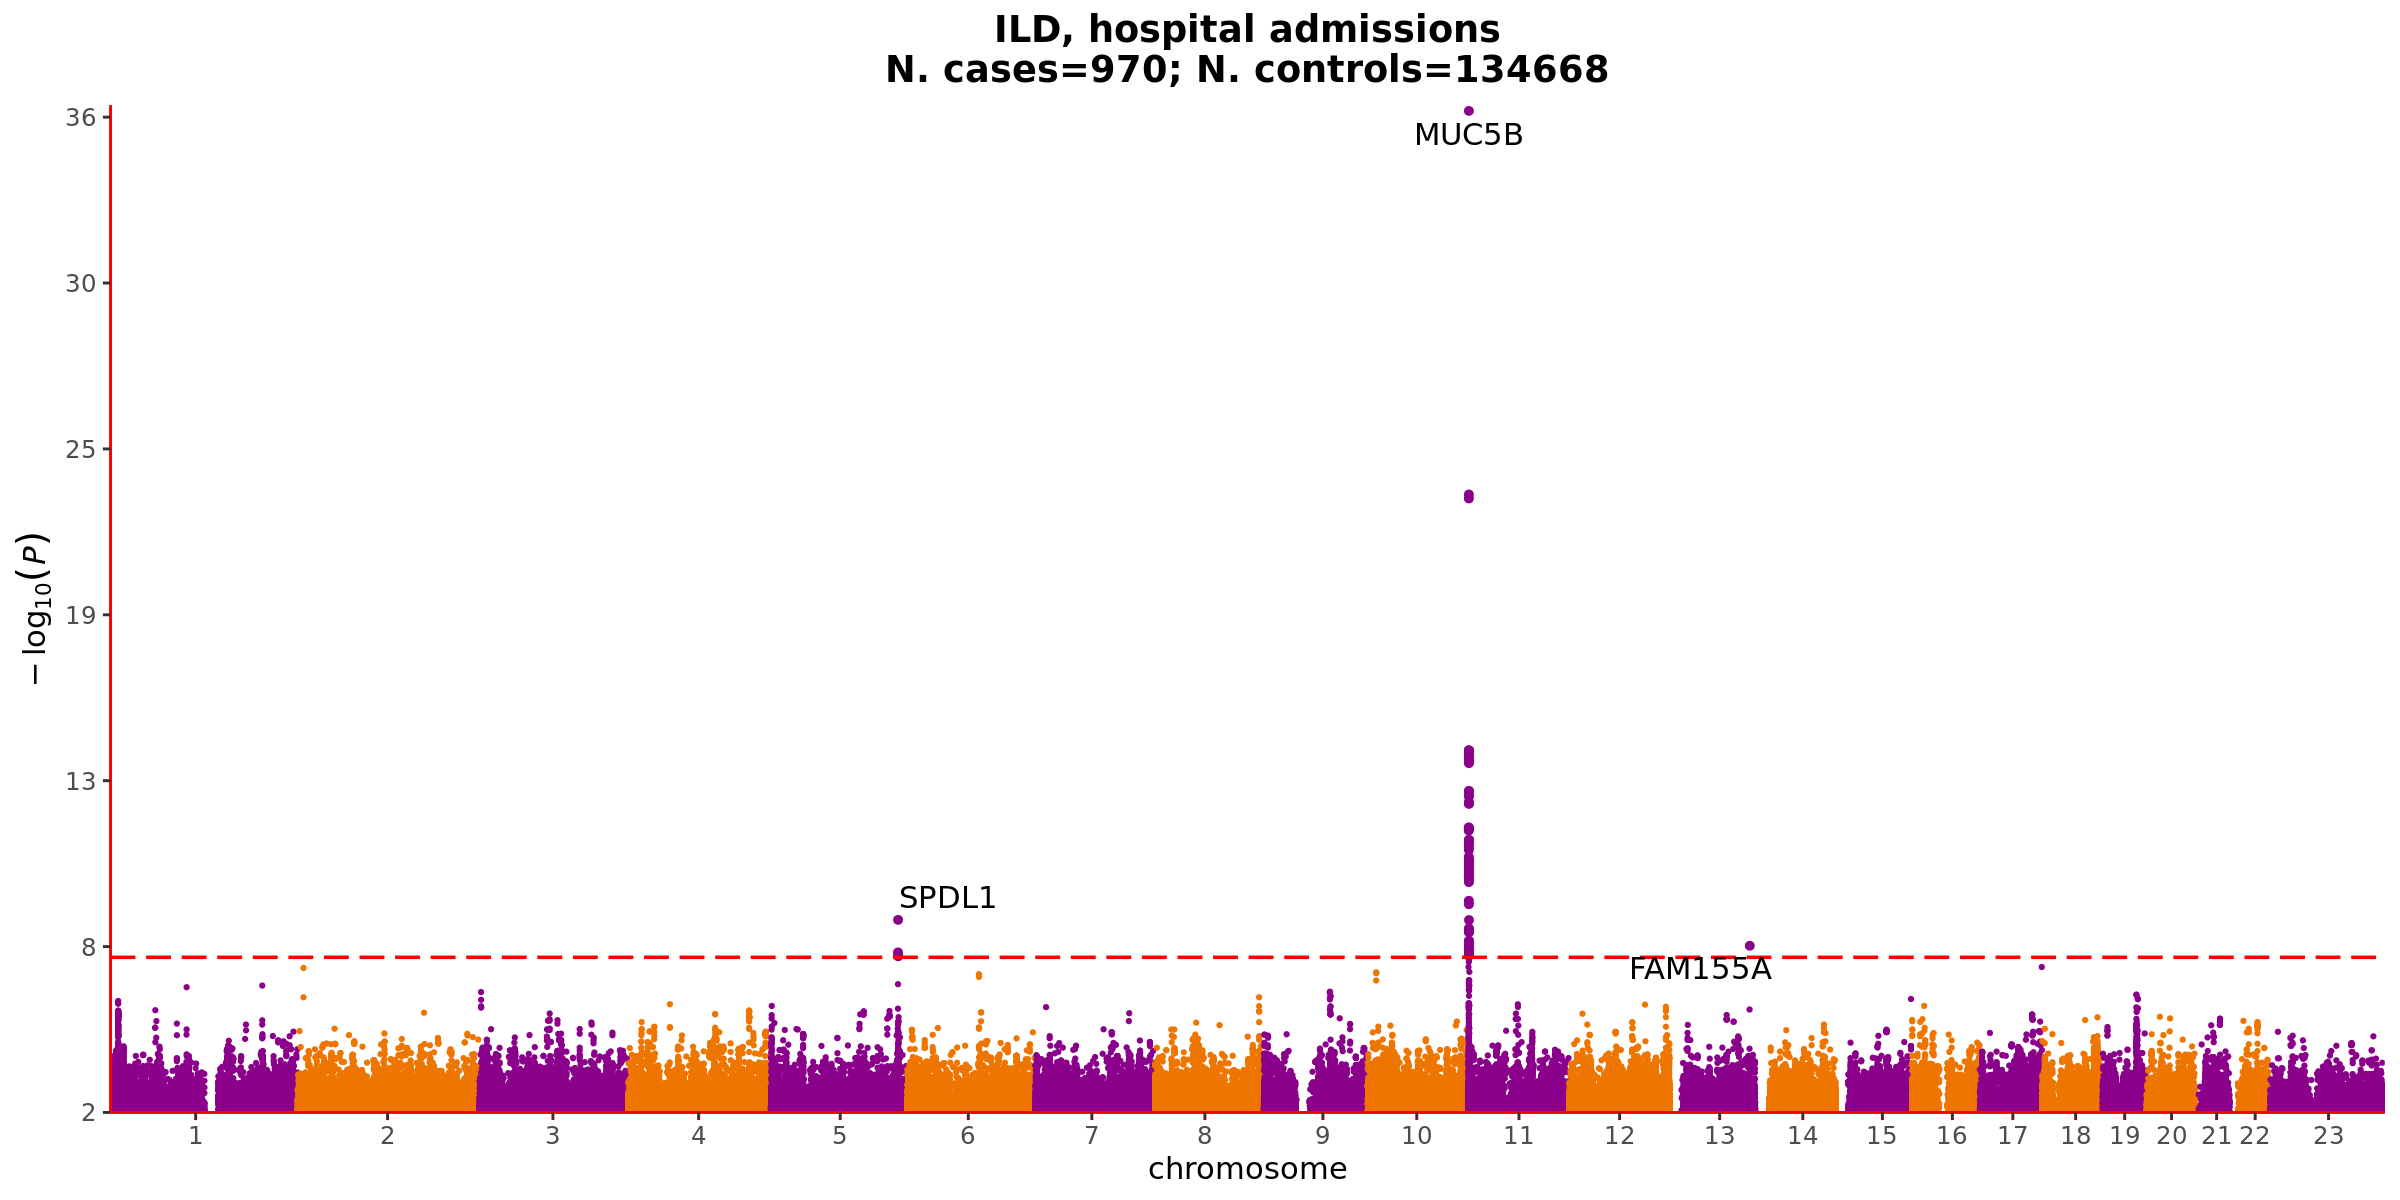 ILD, hospital admissions
N. cases=970; N. controls=134668
36
MUC5B
30
25
− log10(P)
19
13
SPDL1
8
FAM155A
2
1 2 3 4 5 6 7 8 9 10 11 12 13 14 15 16 17 18 19 20 21 22 23
chromosome